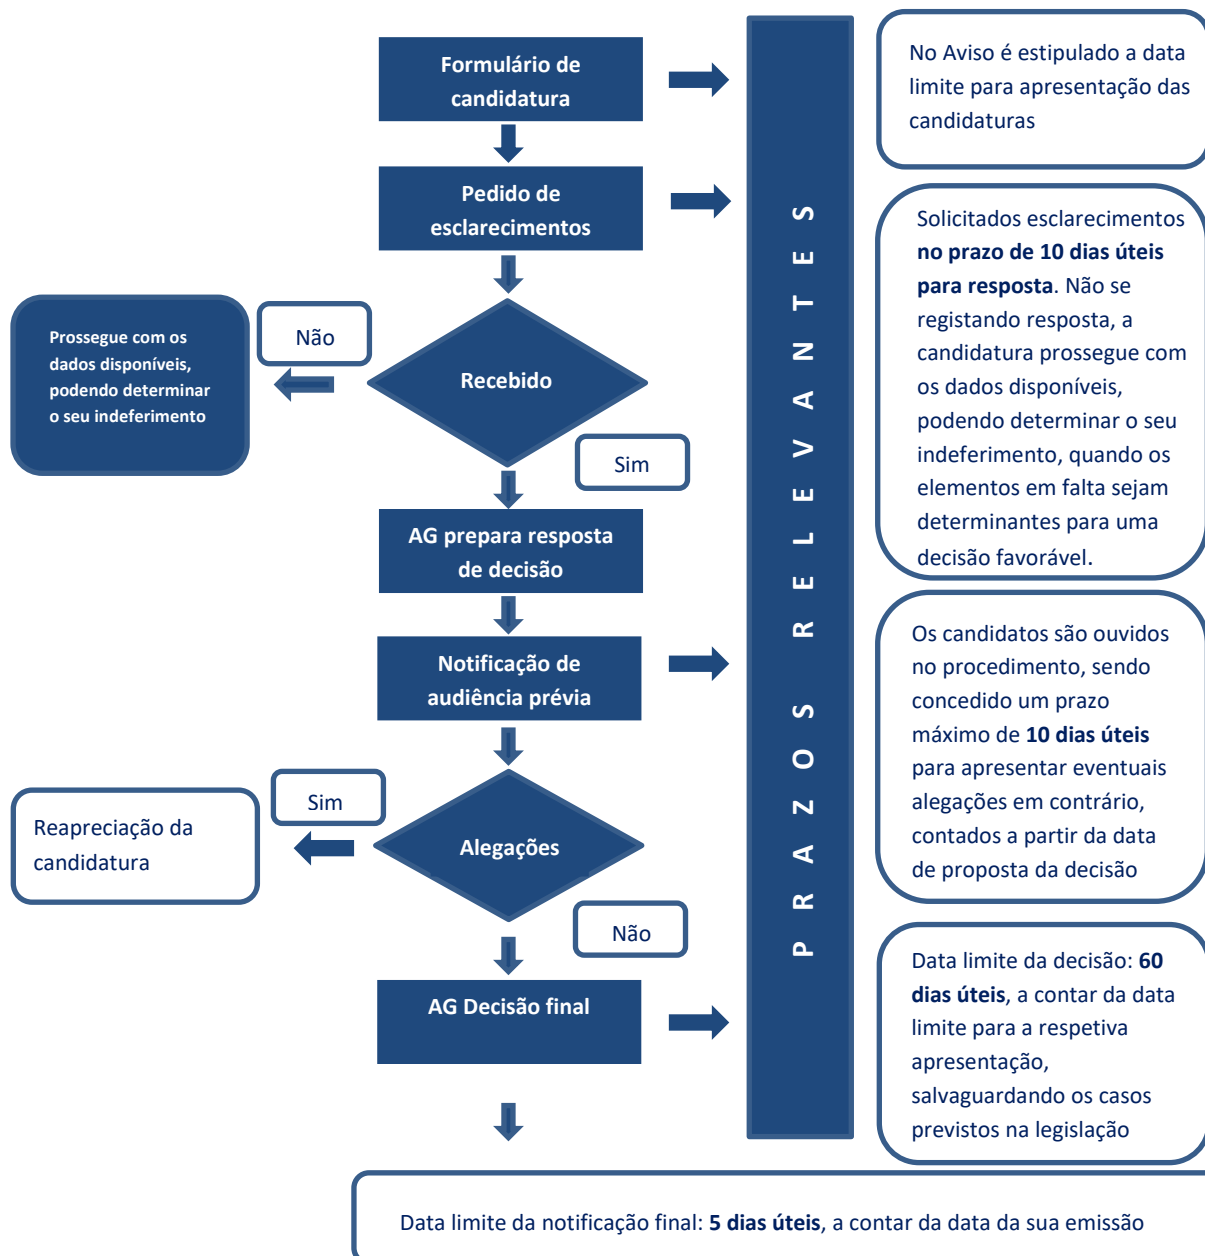 Formulário de
candidatura
No Aviso é estipulado a data
limite para apresentação das
candidaturas
Pedido de
esclarecimentos
Solicitados esclarecimentos
no prazo de 10 dias úteis
para resposta. Não se
registando resposta, a
candidatura prossegue com
os dados disponíveis,
podendo determinar o seu
indeferimento, quando os
elementos em falta sejam
determinantes para uma
decisão favorável.
Recebido
Não
Prossegue com os
dados disponíveis,
podendo determinar
o seu indeferimento
Sim
AG prepara resposta
de decisão
Notificação de
audiência prévia
Os candidatos são ouvidos
no procedimento, sendo
concedido um prazo
máximo de 10 dias úteis
para apresentar eventuais
alegações em contrário,
contados a partir da data
de proposta da decisão
Alegações
Sim
Reapreciação da
candidatura
Não
AG Decisão final
Data limite da decisão: 60
dias úteis, a contar da data
limite para a respetiva
apresentação,
salvaguardando os casos
previstos na legislação
PRAZOS RELEVANTES
Data limite da notificação final: 5 dias úteis, a contar da data da sua emissão